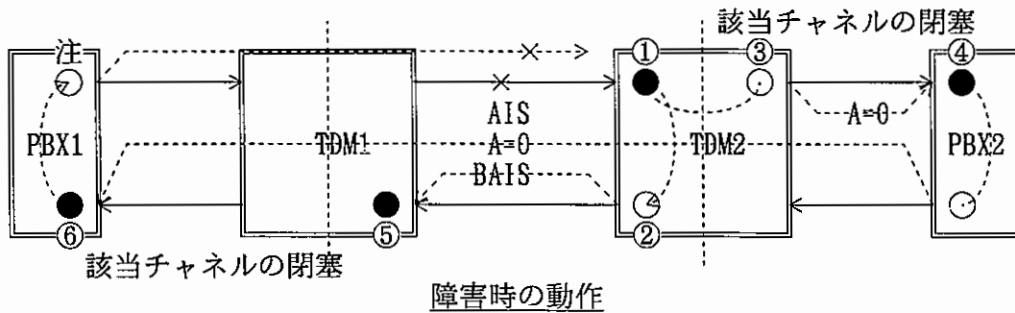 該当チャネルの閉塞
注 ① ③ ④
AIS A=0
PBX1 TDM1 A=0 TDM2 PBX2
BAIS
⑥ ⑤ ②
該当チャネルの閉塞
障害時の動作